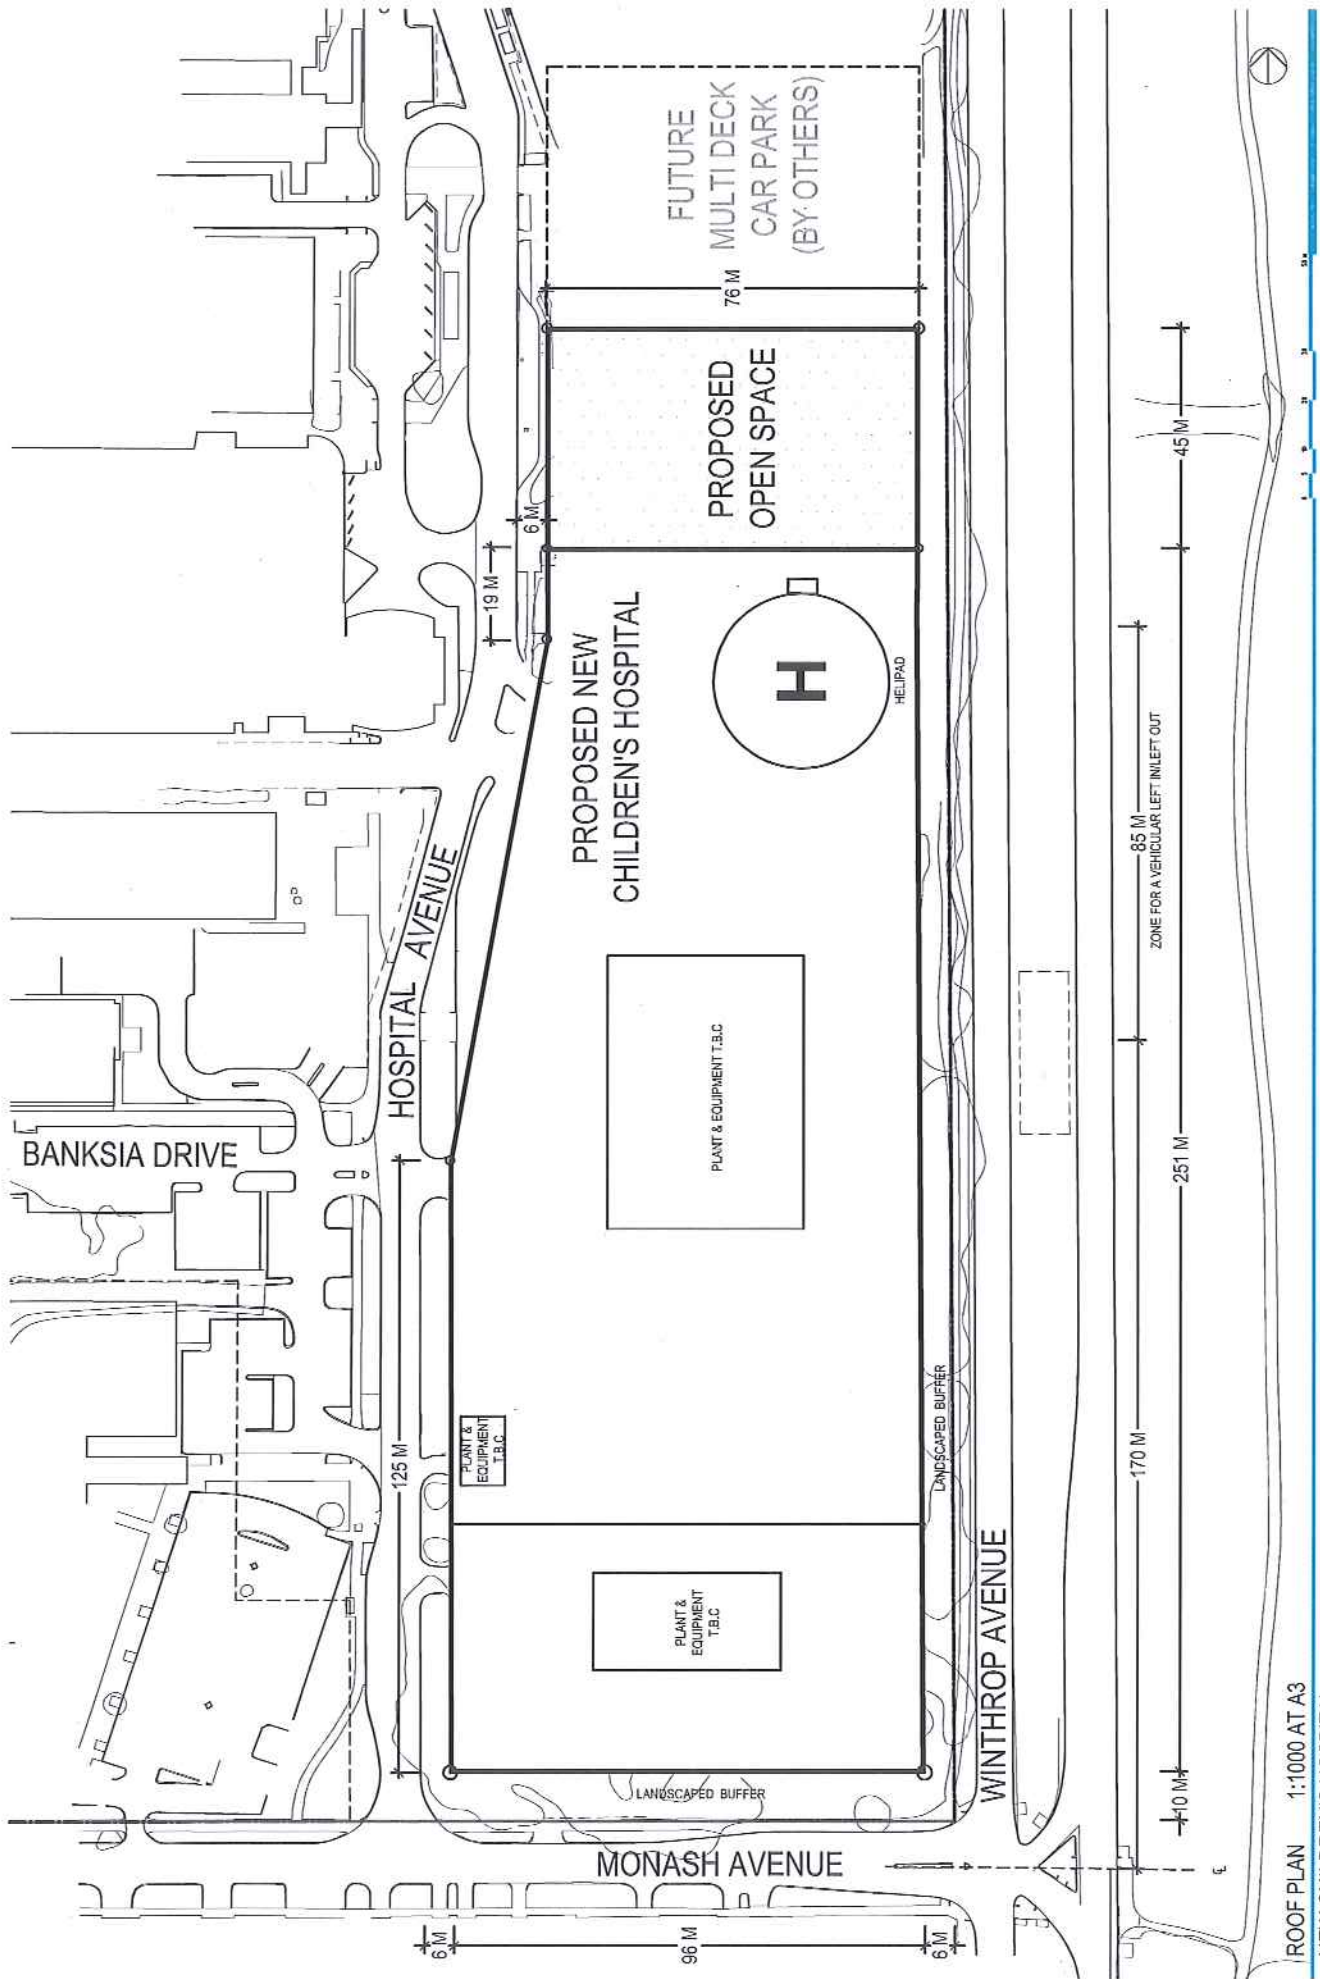 FUTURE
MULTI DECK
CAR PARK
(BY OTHERS)
76 M
PROPOSED
OPEN SPACE
45 M
6 M
19 M
PROPOSED NEW
CHILDREN'S HOSPITAL
H
HELIPAD
85 M
ZONE FOR A VEHICULAR LEFT IN/LEFT OUT
HOSPITAL AVENUE
PLANT & EQUIPMENT T.B.C
BANKSIA DRIVE
251 M
125 M
PLANT &
EQUIPMENT
T.B.C
LANDSCAPED BUFFER
170 M
PLANT &
EQUIPMENT
T.B.C
WINTHROP AVENUE
LANDSCAPED BUFFER
10 M
MONASH AVENUE
6 M
96 M
6 M
ROOF PLAN 1:1000 AT A3